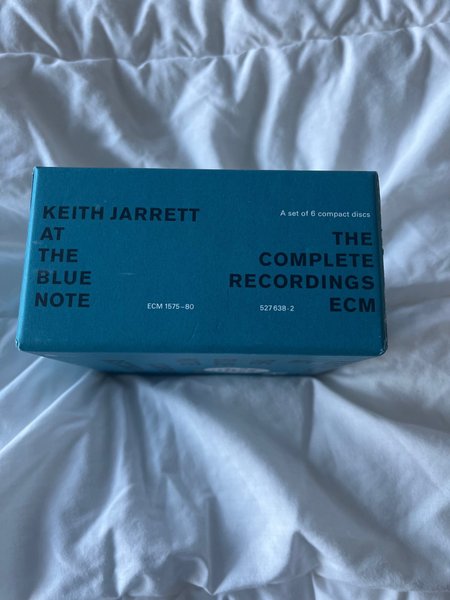 KEITH JARRETT
AT
THE
BLUE
NOTE
ECM 1575-80
A set of 6 compact discs
THE
COMPLETE
RECORDINGS
ECM
527 638-2